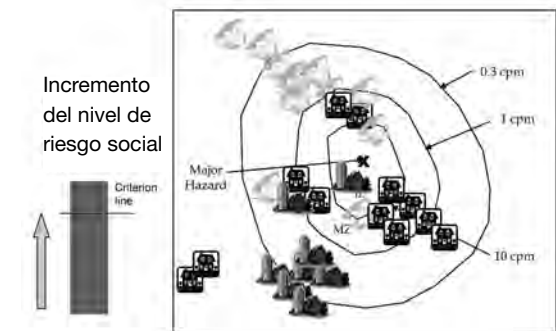 Incremento
del nivel de
riesgo social
Criterion
line
0.3 cpm
1 cpm
Major
Hazard
MZ
10 cpm